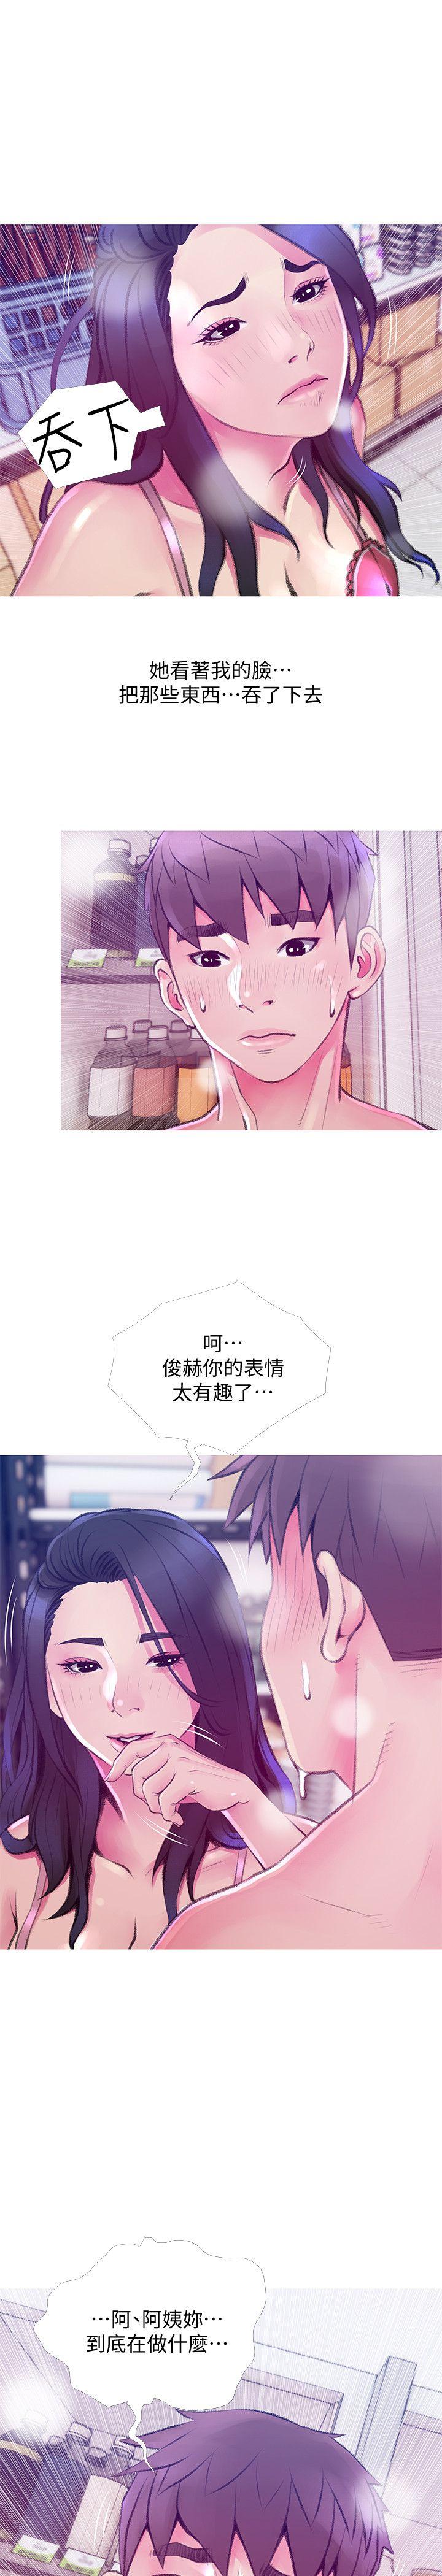 吞下
她看著我的臉⋯
把那些東西⋯吞了下去
呵⋯
俊赫你的表情
太有趣了⋯
⋯阿、阿姨妳⋯
到底在做什麼⋯